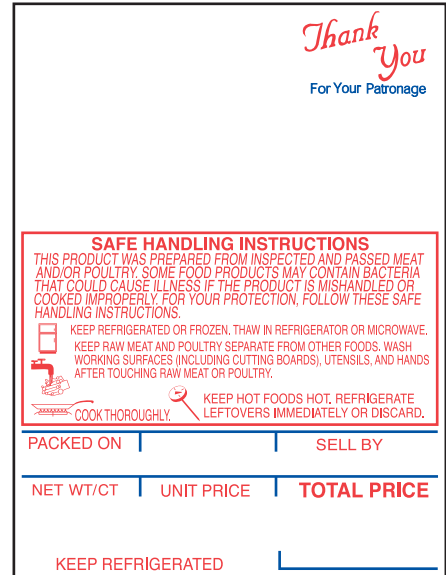 Thank
You
For Your Patronage
SAFE HANDLING INSTRUCTIONS
THIS PRODUCT WAS PREPARED FROM INSPECTED AND PASSED MEAT
AND/OR POULTRY. SOME FOOD PRODUCTS MAY CONTAIN BACTERIA
THAT COULD CAUSE ILLNESS IF THE PRODUCT IS MISHANDLED OR
COOKED IMPROPERLY. FOR YOUR PROTECTION, FOLLOW THESE SAFE
HANDLING INSTRUCTIONS.
KEEP REFRIGERATED OR FROZEN. THAW IN REFRIGERATOR OR MICROWAVE.
KEEP RAW MEAT AND POULTRY SEPARATE FROM OTHER FOODS. WASH
WORKING SURFACES (INCLUDING CUTTING BOARDS), UTENSILS, AND HANDS
AFTER TOUCHING RAW MEAT OR POULTRY.
COOK THOROUGHLY.
KEEP HOT FOODS HOT. REFRIGERATE
LEFTOVERS IMMEDIATELY OR DISCARD.
PACKED ON SELL BY
NET WT/CT UNIT PRICE TOTAL PRICE
KEEP REFRIGERATED